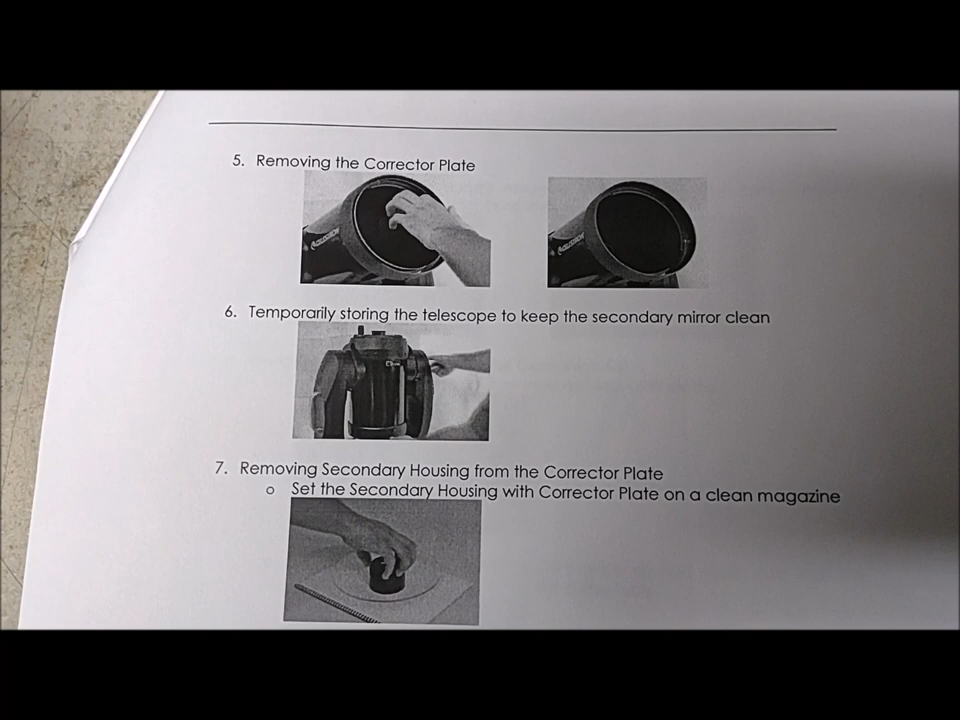 5. Removing the Corrector Plate
CELESTRON
6. Temporarily storing the telescope to keep the secondary mirror clean
7. Removing Secondary Housing from the Corrector Plate
o Set the Secondary Housing with Corrector Plate on a clean magazine